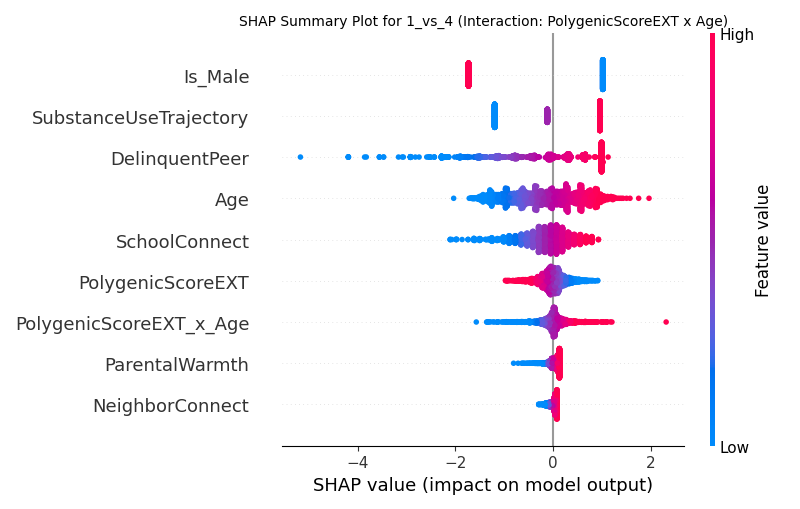 SHAP Summary Plot for 1_vs_4 (Interaction: PolygenicScoreEXT x Age)
High
Is_Male
SubstanceUseTrajectory
DelinquentPeer
Age
SchoolConnect
PolygenicScoreEXT
PolygenicScoreEXT_x_Age
ParentalWarmth
NeighborConnect
Feature value
Low
−4 −2 0 2
SHAP value (impact on model output)